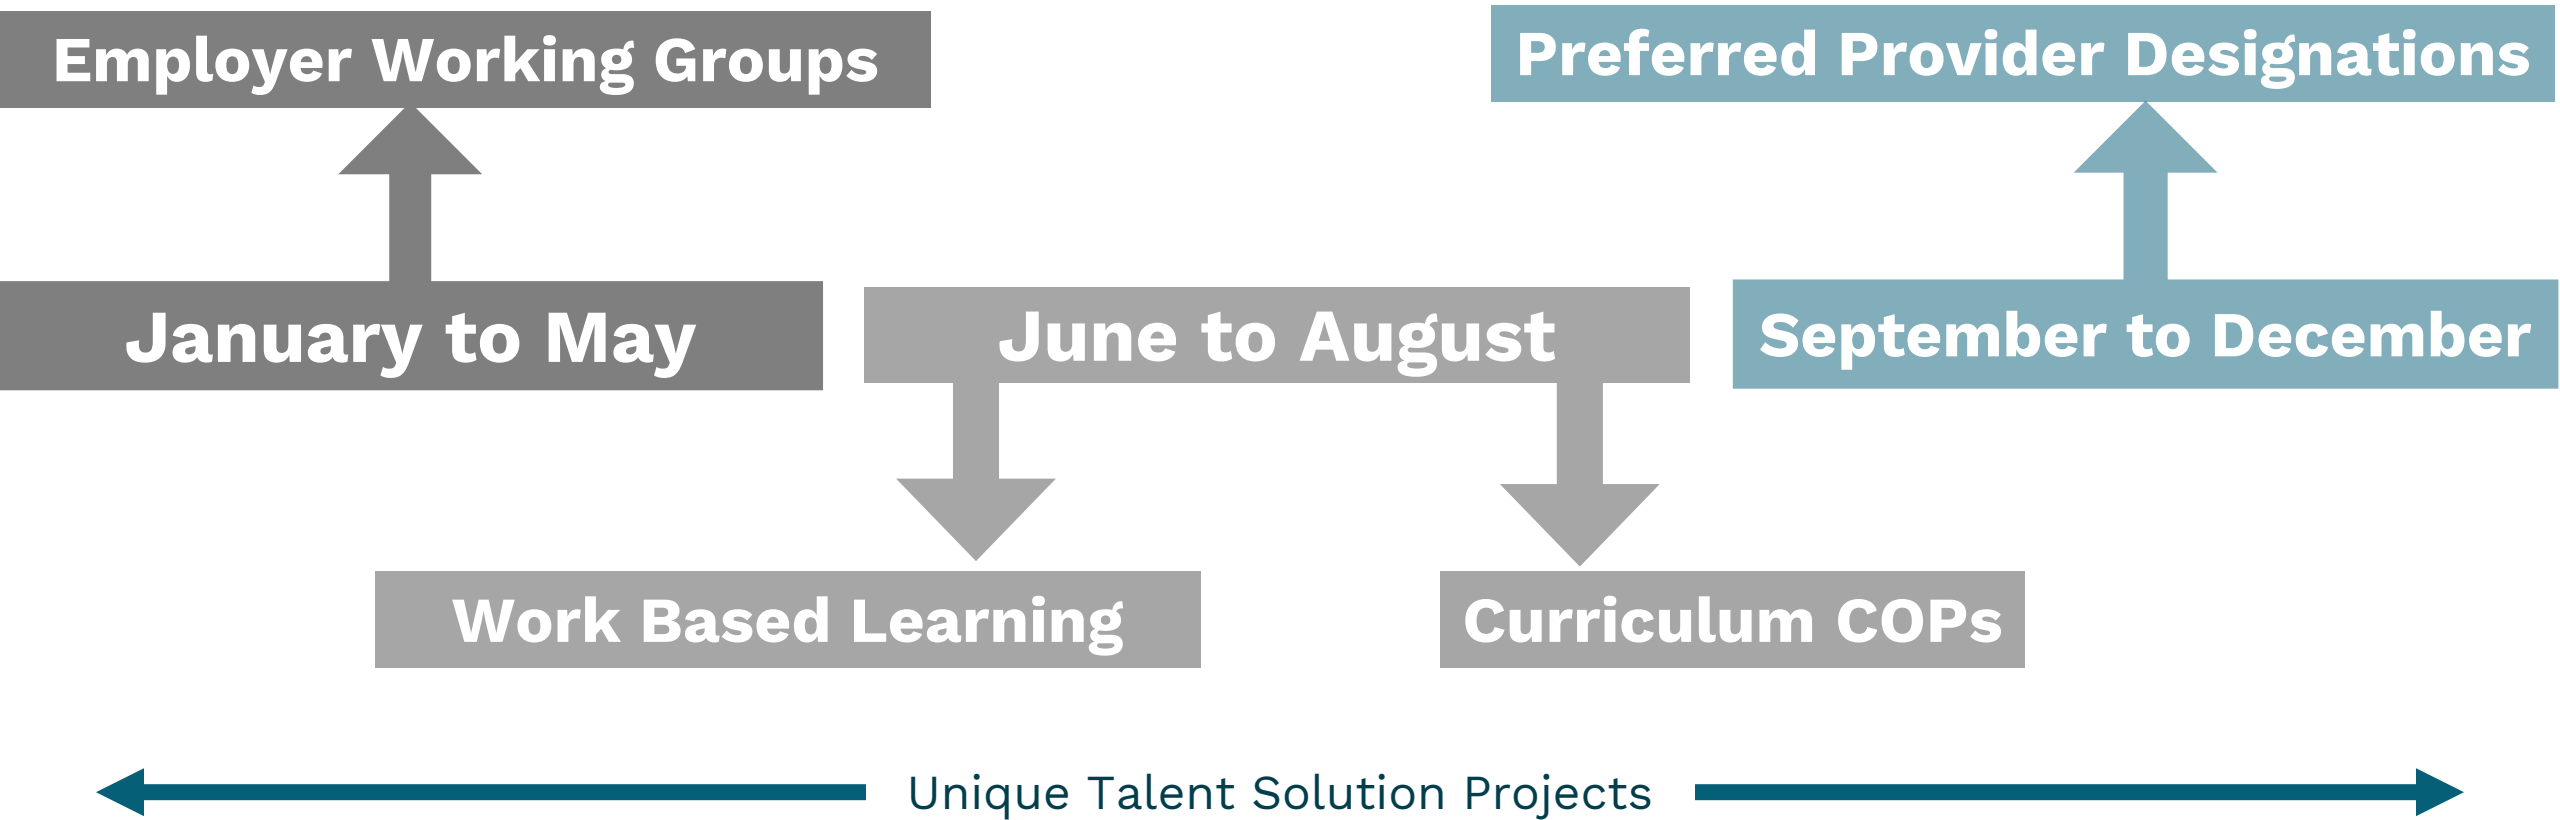 Employer Working Groups
Preferred Provider Designations
January to May
June to August
September to December
Work Based Learning
Curriculum COPs
Unique Talent Solution Projects